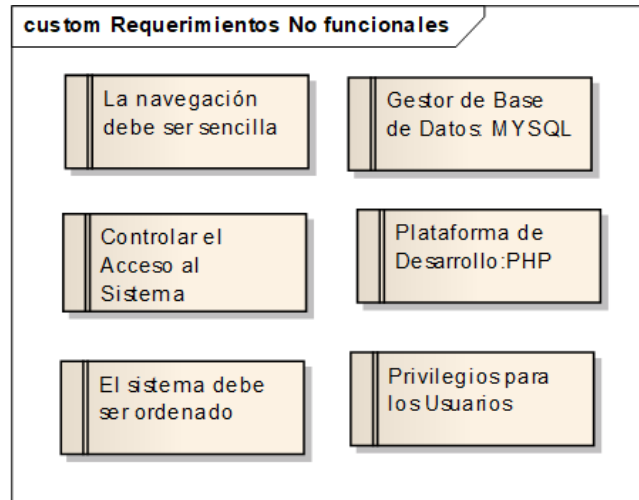 custom Requerimientos No funcionales
La navegación
debe ser sencilla
Gestor de Base
de Datos: MYSQL
Controlar el
Acceso al
Sistema
Plataforma de
Desarrollo:PHP
El sistema debe
ser ordenado
Privilegios para
los Usuarios